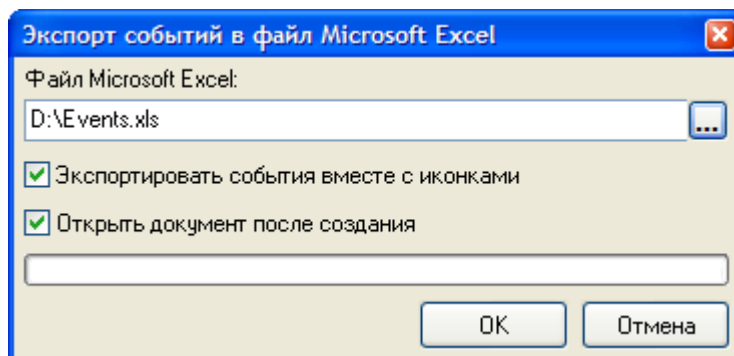 Экспорт событий в файл Microsoft Excel
Файл Microsoft Excel:
D:\Events.xls
...
Экспортировать события вместе с иконками
Открыть документ после создания
OK Отмена